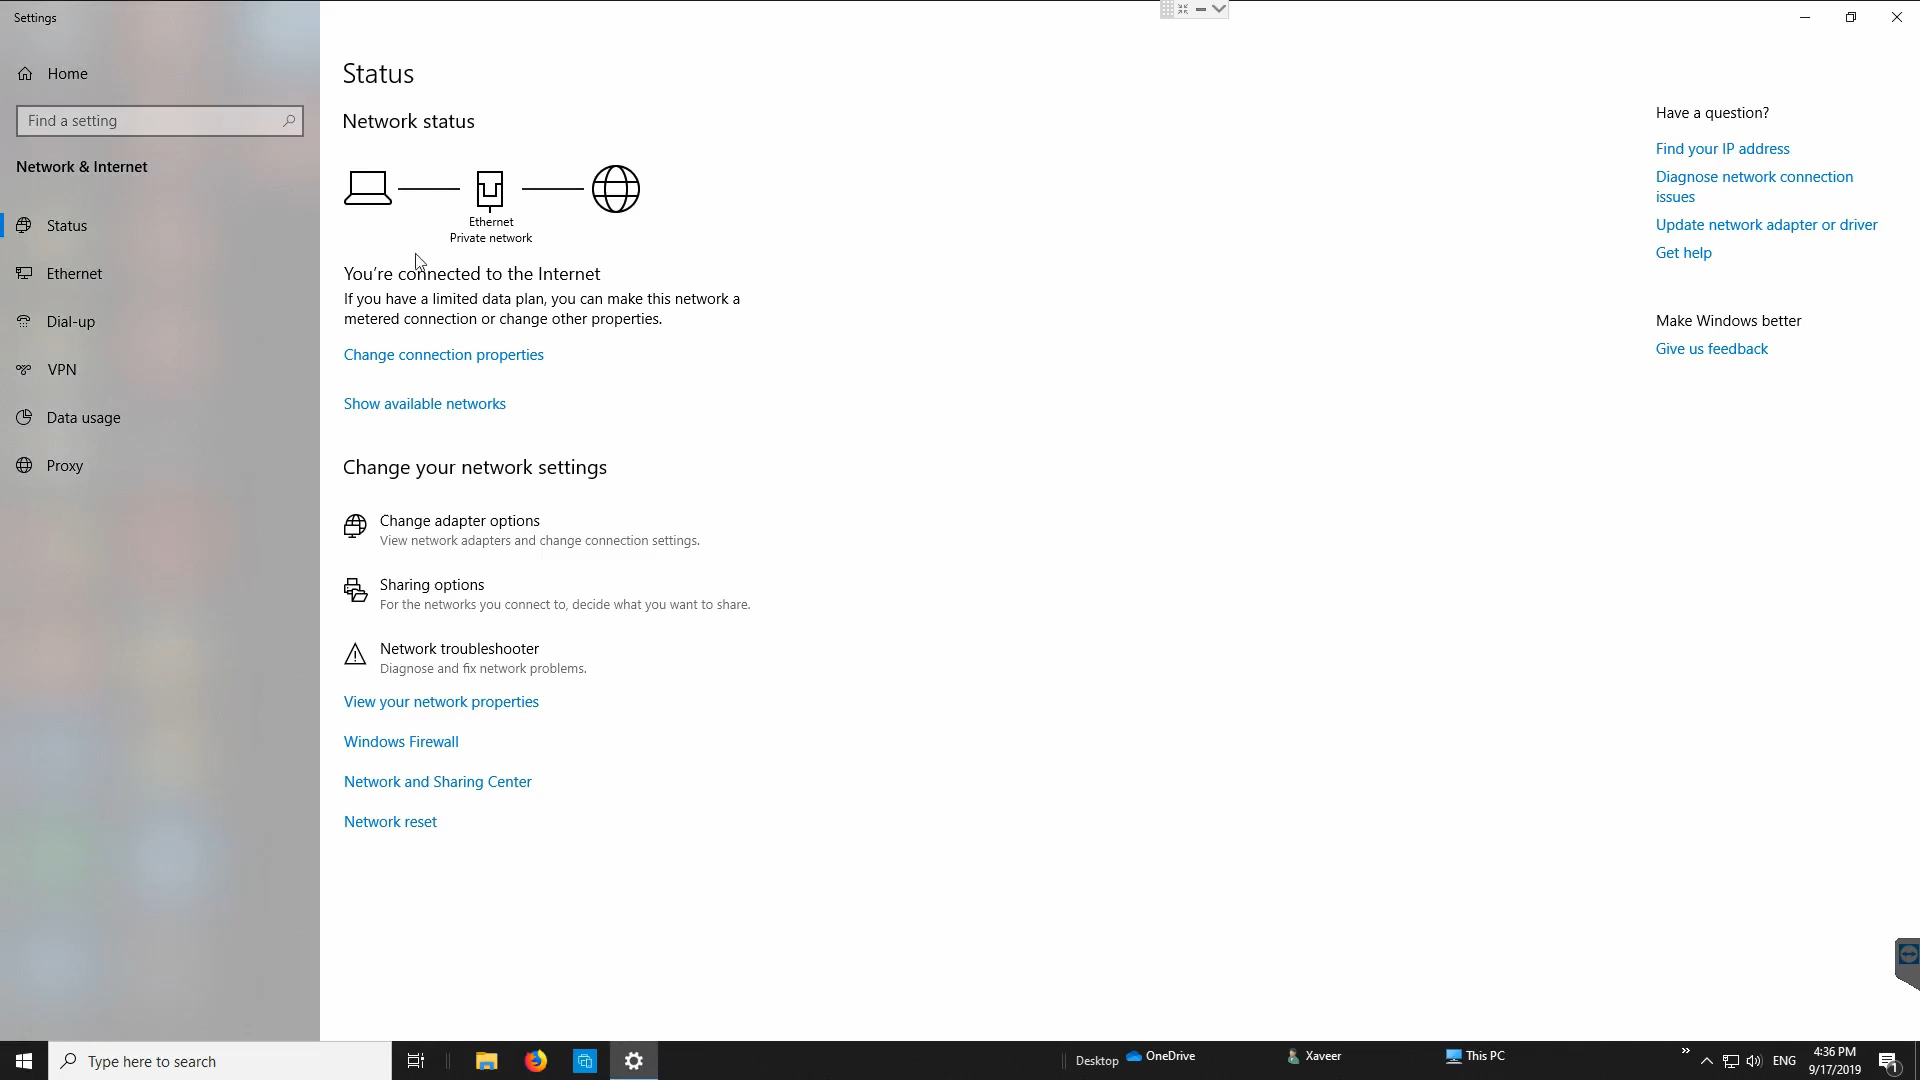 Settings
Home
Find a setting
Network & Internet
Status
Ethernet
Dial-up
VPN
Data usage
Proxy
Status
Network status
Ethernet
Private network
You're connected to the Internet
If you have a limited data plan, you can make this network a
metered connection or change other properties.
Change connection properties
Show available networks
Change your network settings
Change adapter options
View network adapters and change connection settings.
Sharing options
For the networks you connect to, decide what you want to share.
Network troubleshooter
Diagnose and fix network problems.
View your network properties
Windows Firewall
Network and Sharing Center
Network reset
Have a question?
Find your IP address
Diagnose network connection
issues
Update network adapter or driver
Get help
Make Windows better
Give us feedback
Type here to search
Desktop
OneDrive
Xaveer
This PC
ENG
4:36 PM
9/17/2019
1